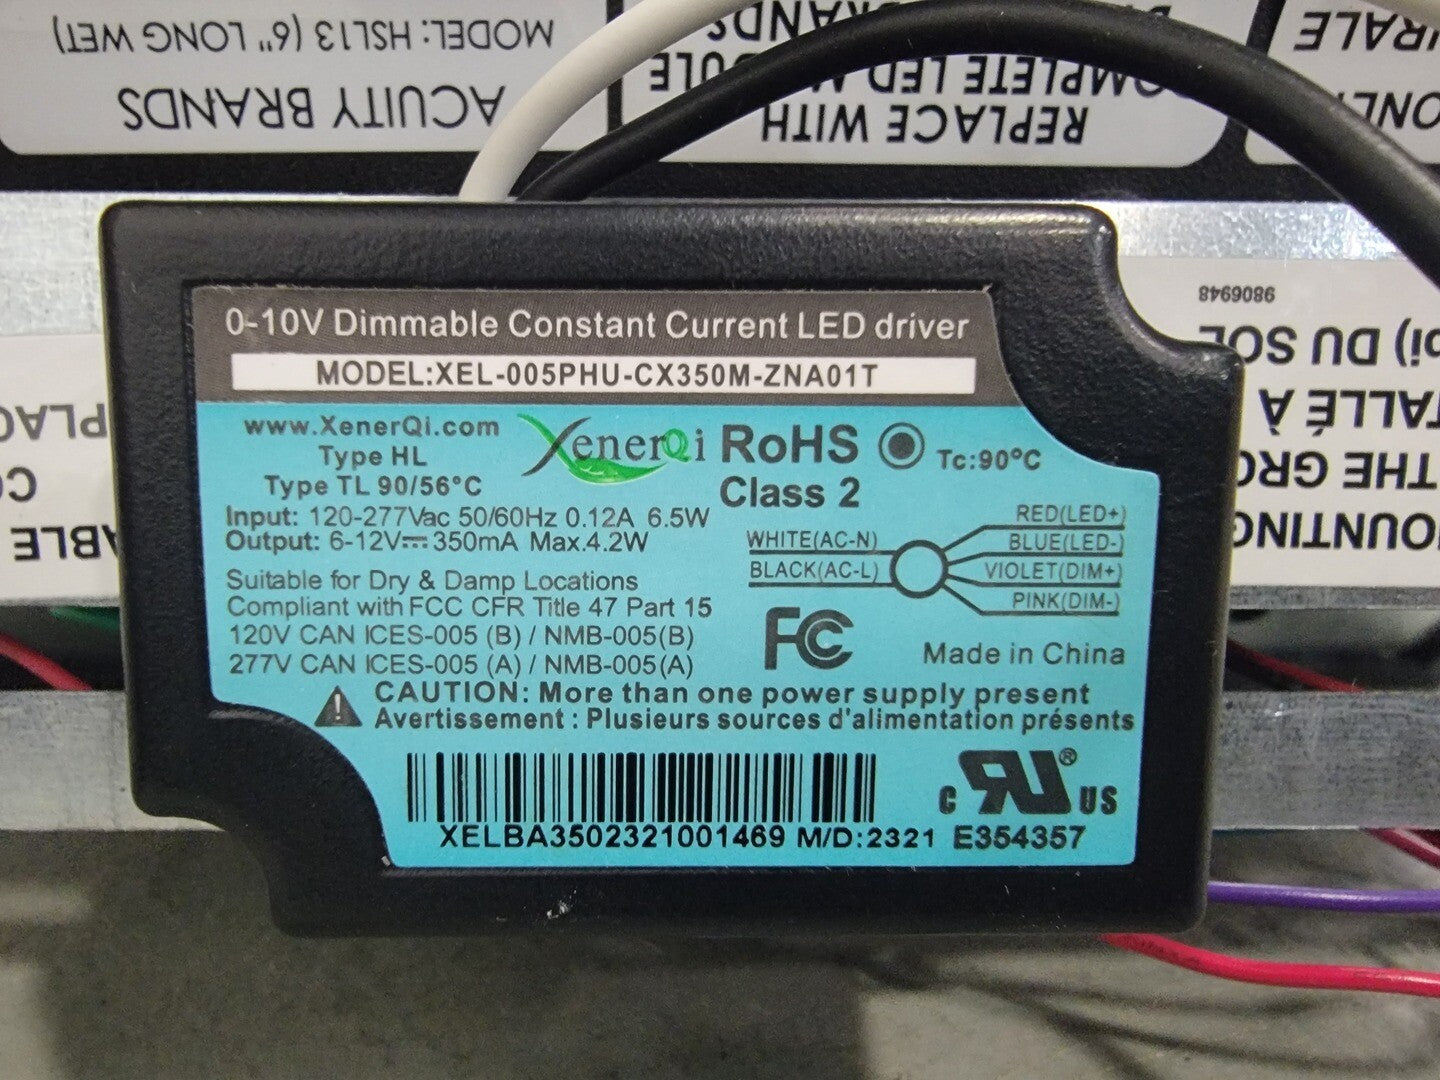 MODEL: HSL13 (6" LONG WET)
ACUITY BRANDS
REPLACE WITH
9806948
0-10V Dimmable Constant Current LED driver
MODEL:XEL-005PHU-CX350M-ZNA01T
www.XenerQi.com
Type HL
Type TL 90/56°C
XenerQi
RoHS
Class 2
Tc:90°C
Input: 120-277Vac 50/60Hz 0.12A 6.5W
Output: 6-12V⎓350mA Max.4.2W
WHITE(AC-N)
BLACK(AC-L)
RED(LED+)
BLUE(LED-)
VIOLET(DIM+)
PINK(DIM-)
Suitable for Dry & Damp Locations
Compliant with FCC CFR Title 47 Part 15
120V CAN ICES-005 (B) / NMB-005(B)
277V CAN ICES-005 (A) / NMB-005(A)
FC
Made in China
CAUTION: More than one power supply present
Avertissement : Plusieurs sources d'alimentation présents
XELBA3502321001469 M/D:2321
c RU ® US
E354357
DU SOL
THE